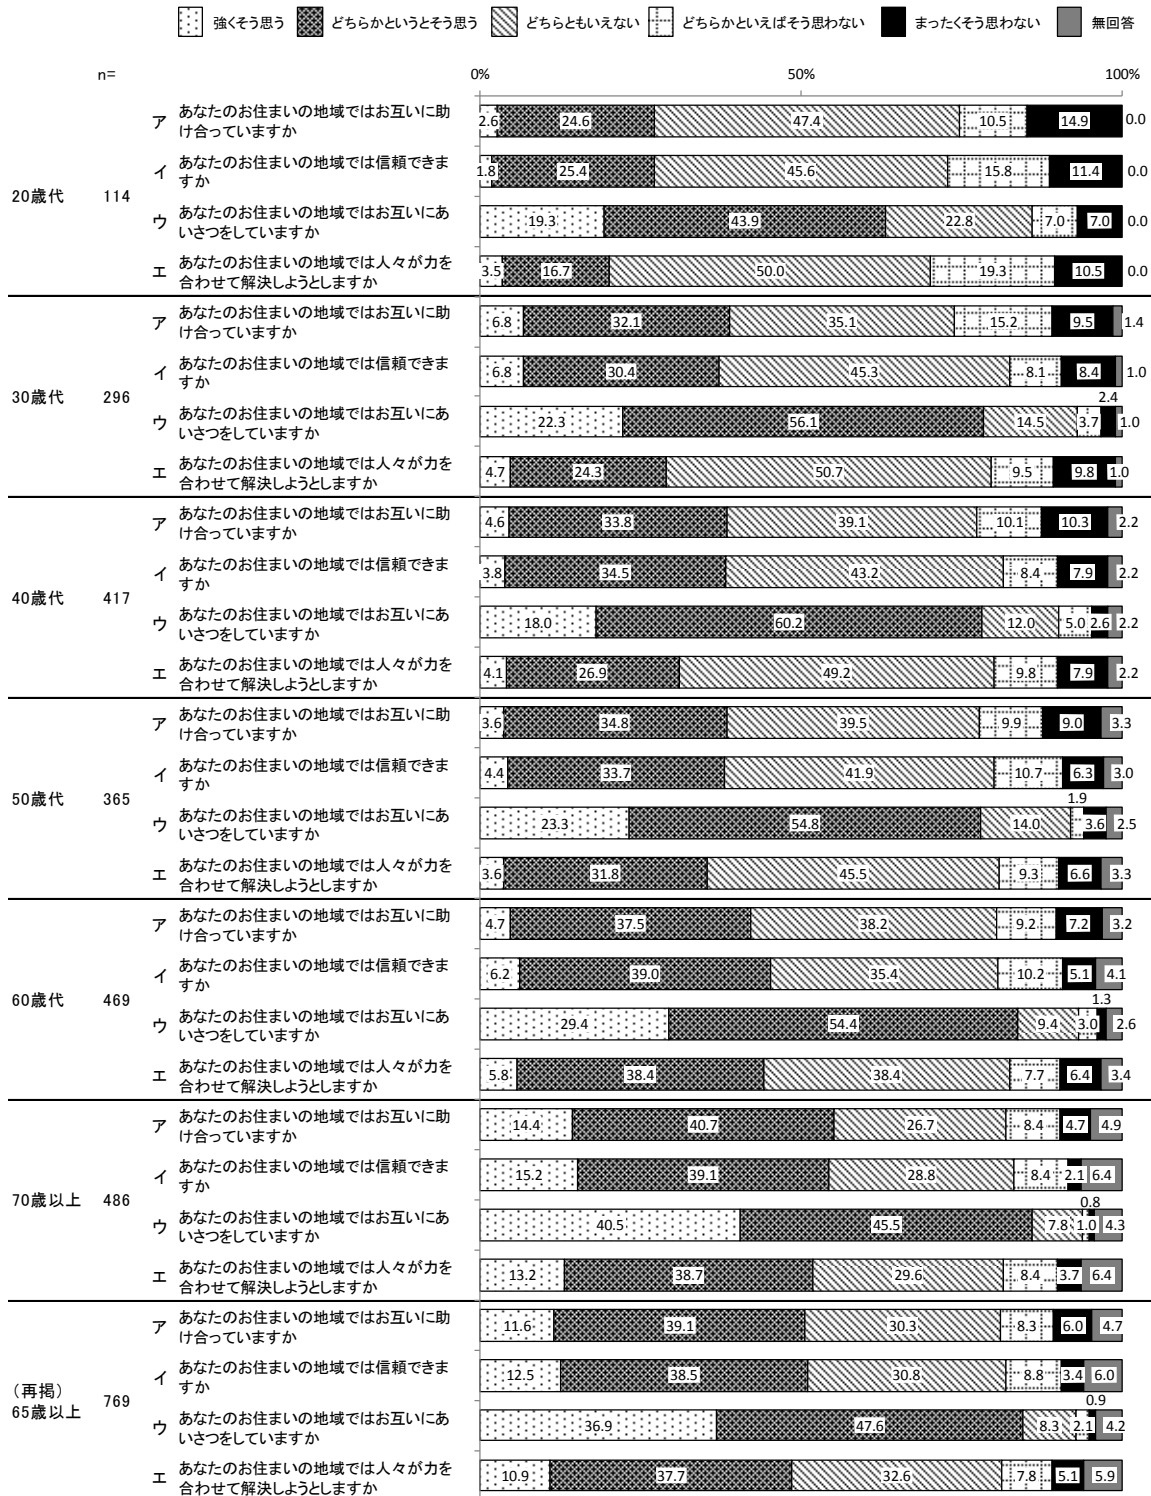 強くそう思う どちらかというとそう思う どちらともいえない どちらかといえばそう思わない まったくそう思わない 無回答
n= 0% 50% 100%
20歳代 114
ア あなたのお住まいの地域ではお互いに助
け合っていますか
2.6 24.6 47.4 10.5 14.9 0.0
イ あなたのお住まいの地域では信頼できま
すか
1.8 25.4 45.6 15.8 11.4 0.0
ウ あなたのお住まいの地域ではお互いにあ
いさつをしていますか
19.3 43.9 22.8 7.0 7.0 0.0
エ あなたのお住まいの地域では人々が力を
合わせて解決しようとしますか
3.5 16.7 50.0 19.3 10.5 0.0
30歳代 296
ア あなたのお住まいの地域ではお互いに助
け合っていますか
6.8 32.1 35.1 15.2 9.5 1.4
イ あなたのお住まいの地域では信頼できま
すか
6.8 30.4 45.3 8.1 8.4 1.0
ウ あなたのお住まいの地域ではお互いにあ
いさつをしていますか
22.3 56.1 14.5 3.7 2.4 1.0
エ あなたのお住まいの地域では人々が力を
合わせて解決しようとしますか
4.7 24.3 50.7 9.5 9.8 1.0
40歳代 417
ア あなたのお住まいの地域ではお互いに助
け合っていますか
4.6 33.8 39.1 10.1 10.3 2.2
イ あなたのお住まいの地域では信頼できま
すか
3.8 34.5 43.2 8.4 7.9 2.2
ウ あなたのお住まいの地域ではお互いにあ
いさつをしていますか
18.0 60.2 12.0 5.0 2.6 2.2
エ あなたのお住まいの地域では人々が力を
合わせて解決しようとしますか
4.1 26.9 49.2 9.8 7.9 2.2
50歳代 365
ア あなたのお住まいの地域ではお互いに助
け合っていますか
3.6 34.8 39.5 9.9 9.0 3.3
イ あなたのお住まいの地域では信頼できま
すか
4.4 33.7 41.9 10.7 6.3 3.0
ウ あなたのお住まいの地域ではお互いにあ
いさつをしていますか
23.3 54.8 14.0 1.9 3.6 2.5
エ あなたのお住まいの地域では人々が力を
合わせて解決しようとしますか
3.6 31.8 45.5 9.3 6.6 3.3
60歳代 469
ア あなたのお住まいの地域ではお互いに助
け合っていますか
4.7 37.5 38.2 9.2 7.2 3.2
イ あなたのお住まいの地域では信頼できま
すか
6.2 39.0 35.4 10.2 5.1 4.1
ウ あなたのお住まいの地域ではお互いにあ
いさつをしていますか
29.4 54.4 9.4 3.0 1.3 2.6
エ あなたのお住まいの地域では人々が力を
合わせて解決しようとしますか
5.8 38.4 38.4 7.7 6.4 3.4
70歳以上 486
ア あなたのお住まいの地域ではお互いに助
け合っていますか
14.4 40.7 26.7 8.4 4.7 4.9
イ あなたのお住まいの地域では信頼できま
すか
15.2 39.1 28.8 8.4 2.1 6.4
ウ あなたのお住まいの地域ではお互いにあ
いさつをしていますか
40.5 45.5 7.8 1.0 0.8 4.3
エ あなたのお住まいの地域では人々が力を
合わせて解決しようとしますか
13.2 38.7 29.6 8.4 3.7 6.4
(再掲)
65歳以上 769
ア あなたのお住まいの地域ではお互いに助
け合っていますか
11.6 39.1 30.3 8.3 6.0 4.7
イ あなたのお住まいの地域では信頼できま
すか
12.5 38.5 30.8 8.8 3.4 6.0
ウ あなたのお住まいの地域ではお互いにあ
いさつをしていますか
36.9 47.6 8.3 2.1 0.9 4.2
エ あなたのお住まいの地域では人々が力を
合わせて解決しようとしますか
10.9 37.7 32.6 7.8 5.1 5.9